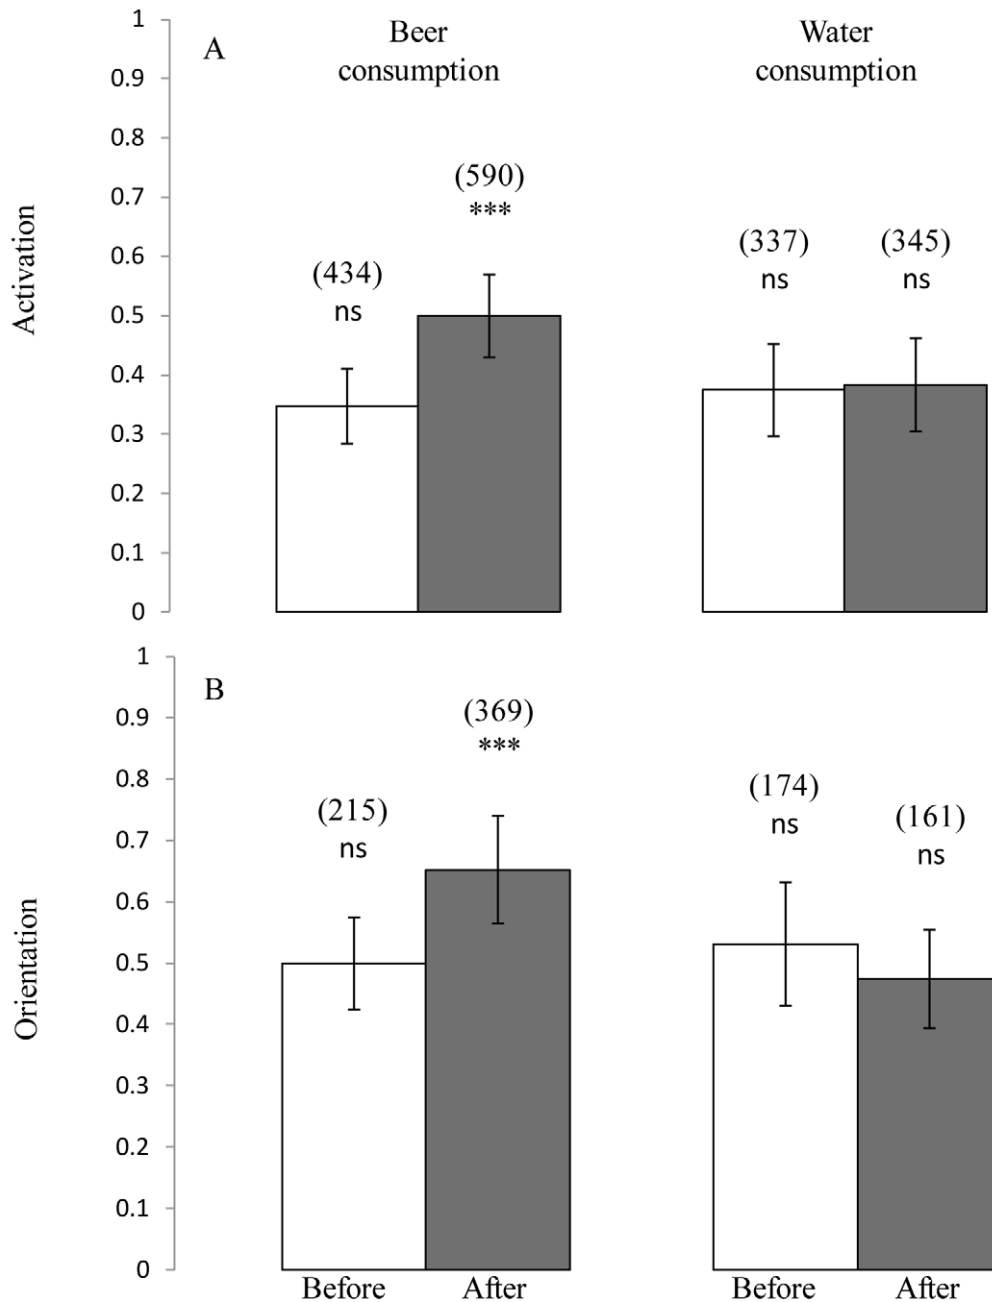 A
Beer
consumption
Water
consumption
1
0.9
0.8
0.7
0.6
0.5
0.4
0.3
0.2
0.1
0
Activation
(434)
ns
(590)
***
(337)
ns
(345)
ns
B
1
0.9
0.8
0.7
0.6
0.5
0.4
0.3
0.2
0.1
0
Orientation
(215)
ns
(369)
***
(174)
ns
(161)
ns
Before
After
Before
After